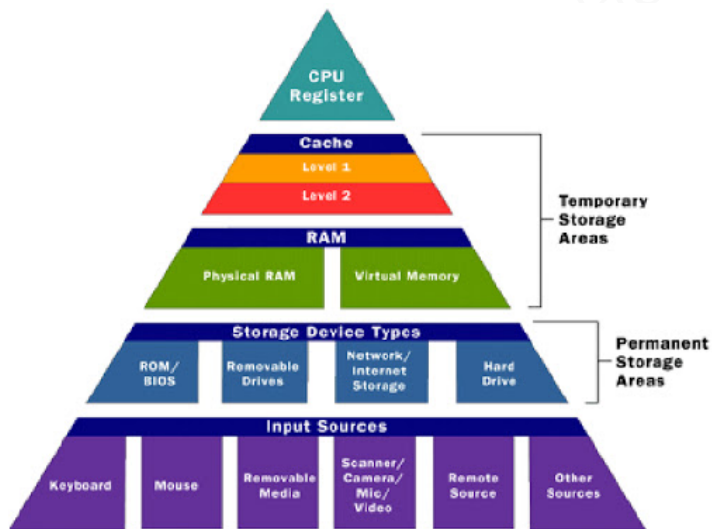 CPU
Register
Cache
Level 1
Level 2
RAM
Physical RAM
Virtual Memory
Temporary
Storage
Areas
Storage Device Types
ROM/
BIOS
Removable
Drives
Network/
Internet
Storage
Hard
Drive
Permanent
Storage
Areas
Input Sources
Keyboard
Mouse
Removable
Media
Scanner/
Camera/
Mic/
Video
Remote
Source
Other
Sources